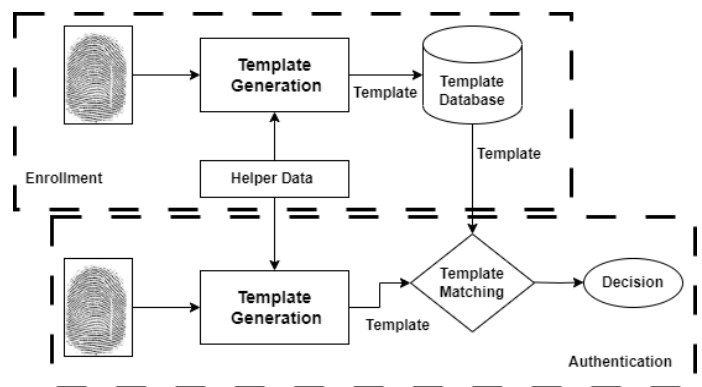 Template
Generation
Template
Template
Database
Template
Enrollment
Helper Data
Template
Generation
Template
Template
Matching
Decision
Authentication